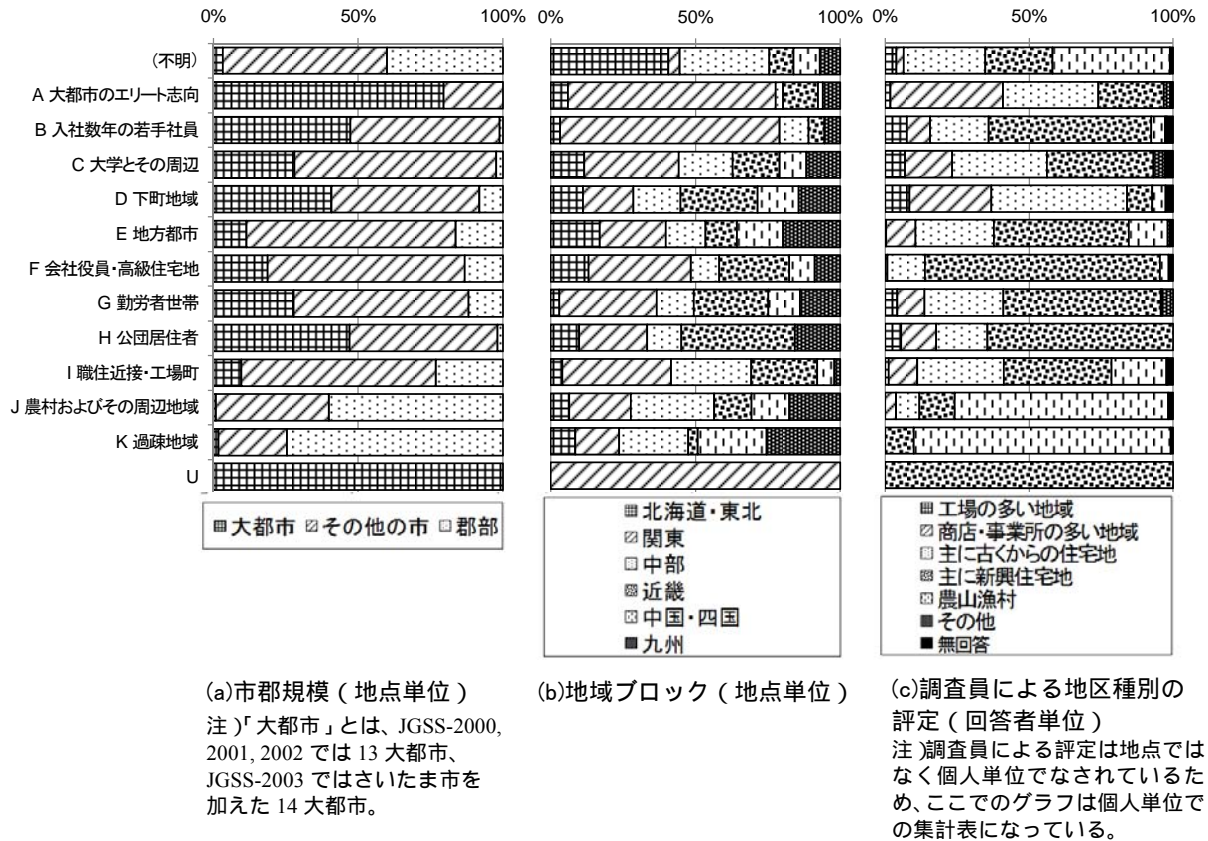 0% 50% 100% 0% 50% 100% 0% 50% 100%
(不明)
A 大都市のエリート志向
B 入社数年の若手社員
C 大学とその周辺
D 下町地域
E 地方都市
F 会社役員・高級住宅地
G 勤労者世帯
H 公団居住者
I 職住近接・工場町
J 農村およびその周辺地域
K 過疎地域
U
大都市 その他の市 郡部
北海道・東北
関東
中部
近畿
中国・四国
九州
工場の多い地域
商店・事業所の多い地域
主に古くからの住宅地
主に新興住宅地
農山漁村
その他
無回答
(a)市郡規模（地点単位）
注）「大都市」とは、JGSS-2000,
2001, 2002 では 13 大都市、
JGSS-2003 ではさいたま市を
加えた 14 大都市。
(b)地域ブロック（地点単位）
(c)調査員による地区種別の
評定（回答者単位）
注）調査員による評定は地点では
なく個人単位でなされているた
め、ここでのグラフは個人単位で
の集計表になっている。